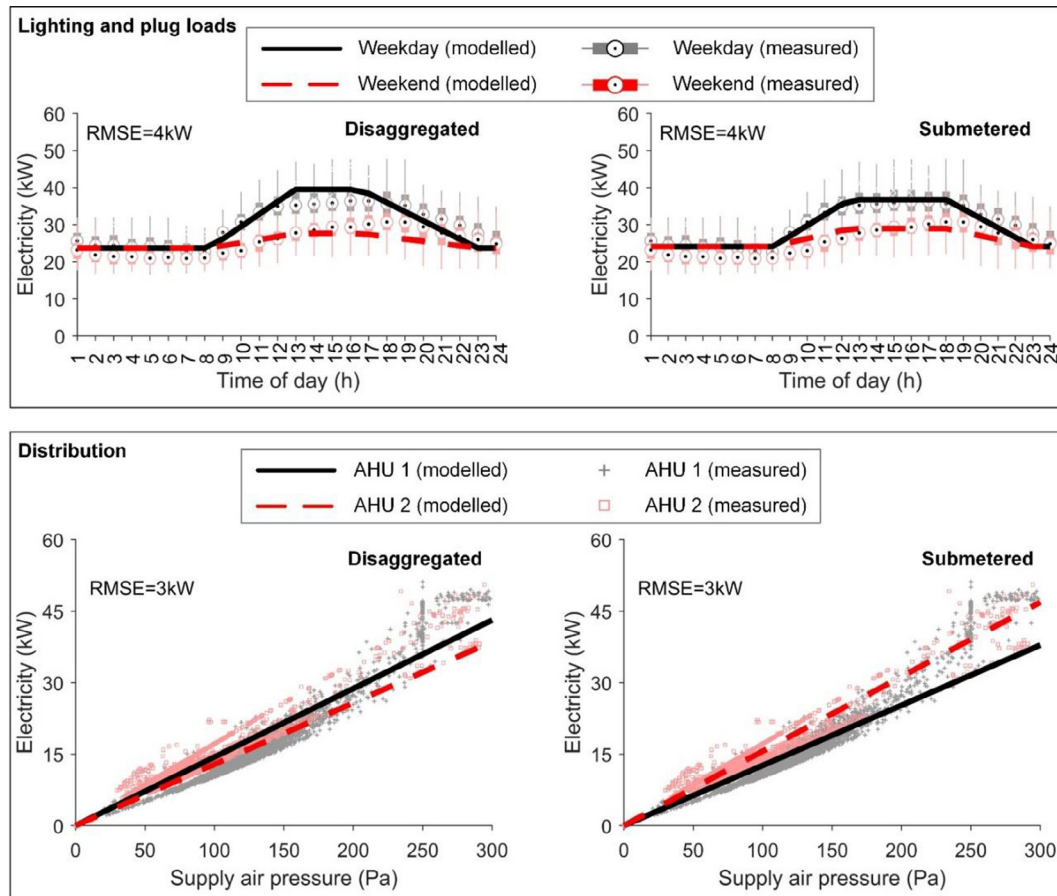 Lighting and plug loads
Weekday (modelled)
Weekday (measured)
Weekend (modelled)
Weekend (measured)
RMSE=4kW
Disaggregated
Electricity (kW)
60
50
40
30
20
10
0
1 2 3 4 5 6 7 8 9 10 11 12 13 14 15 16 17 18 19 20 21 22 23 24
Time of day (h)
RMSE=4kW
Submetered
Electricity (kW)
60
50
40
30
20
10
0
1 2 3 4 5 6 7 8 9 10 11 12 13 14 15 16 17 18 19 20 21 22 23 24
Time of day (h)
Distribution
AHU 1 (modelled)
AHU 1 (measured)
AHU 2 (modelled)
AHU 2 (measured)
RMSE=3kW
Disaggregated
Electricity (kW)
60
45
30
15
0
0 50 100 150 200 250 300
Supply air pressure (Pa)
RMSE=3kW
Submetered
Electricity (kW)
60
45
30
15
0
0 50 100 150 200 250 300
Supply air pressure (Pa)